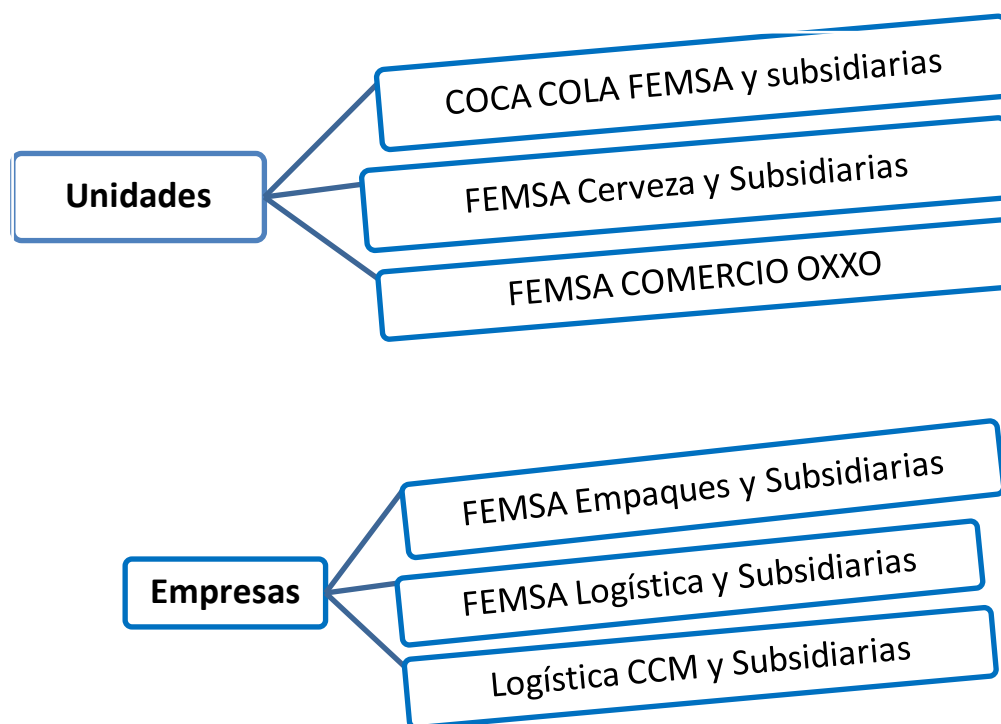 Unidades
COCA COLA FEMSA y subsidiarias
FEMSA Cerveza y Subsidiarias
FEMSA COMERCIO OXXO
Empresas
FEMSA Empaques y Subsidiarias
FEMSA Logística y Subsidiarias
Logística CCM y Subsidiarias